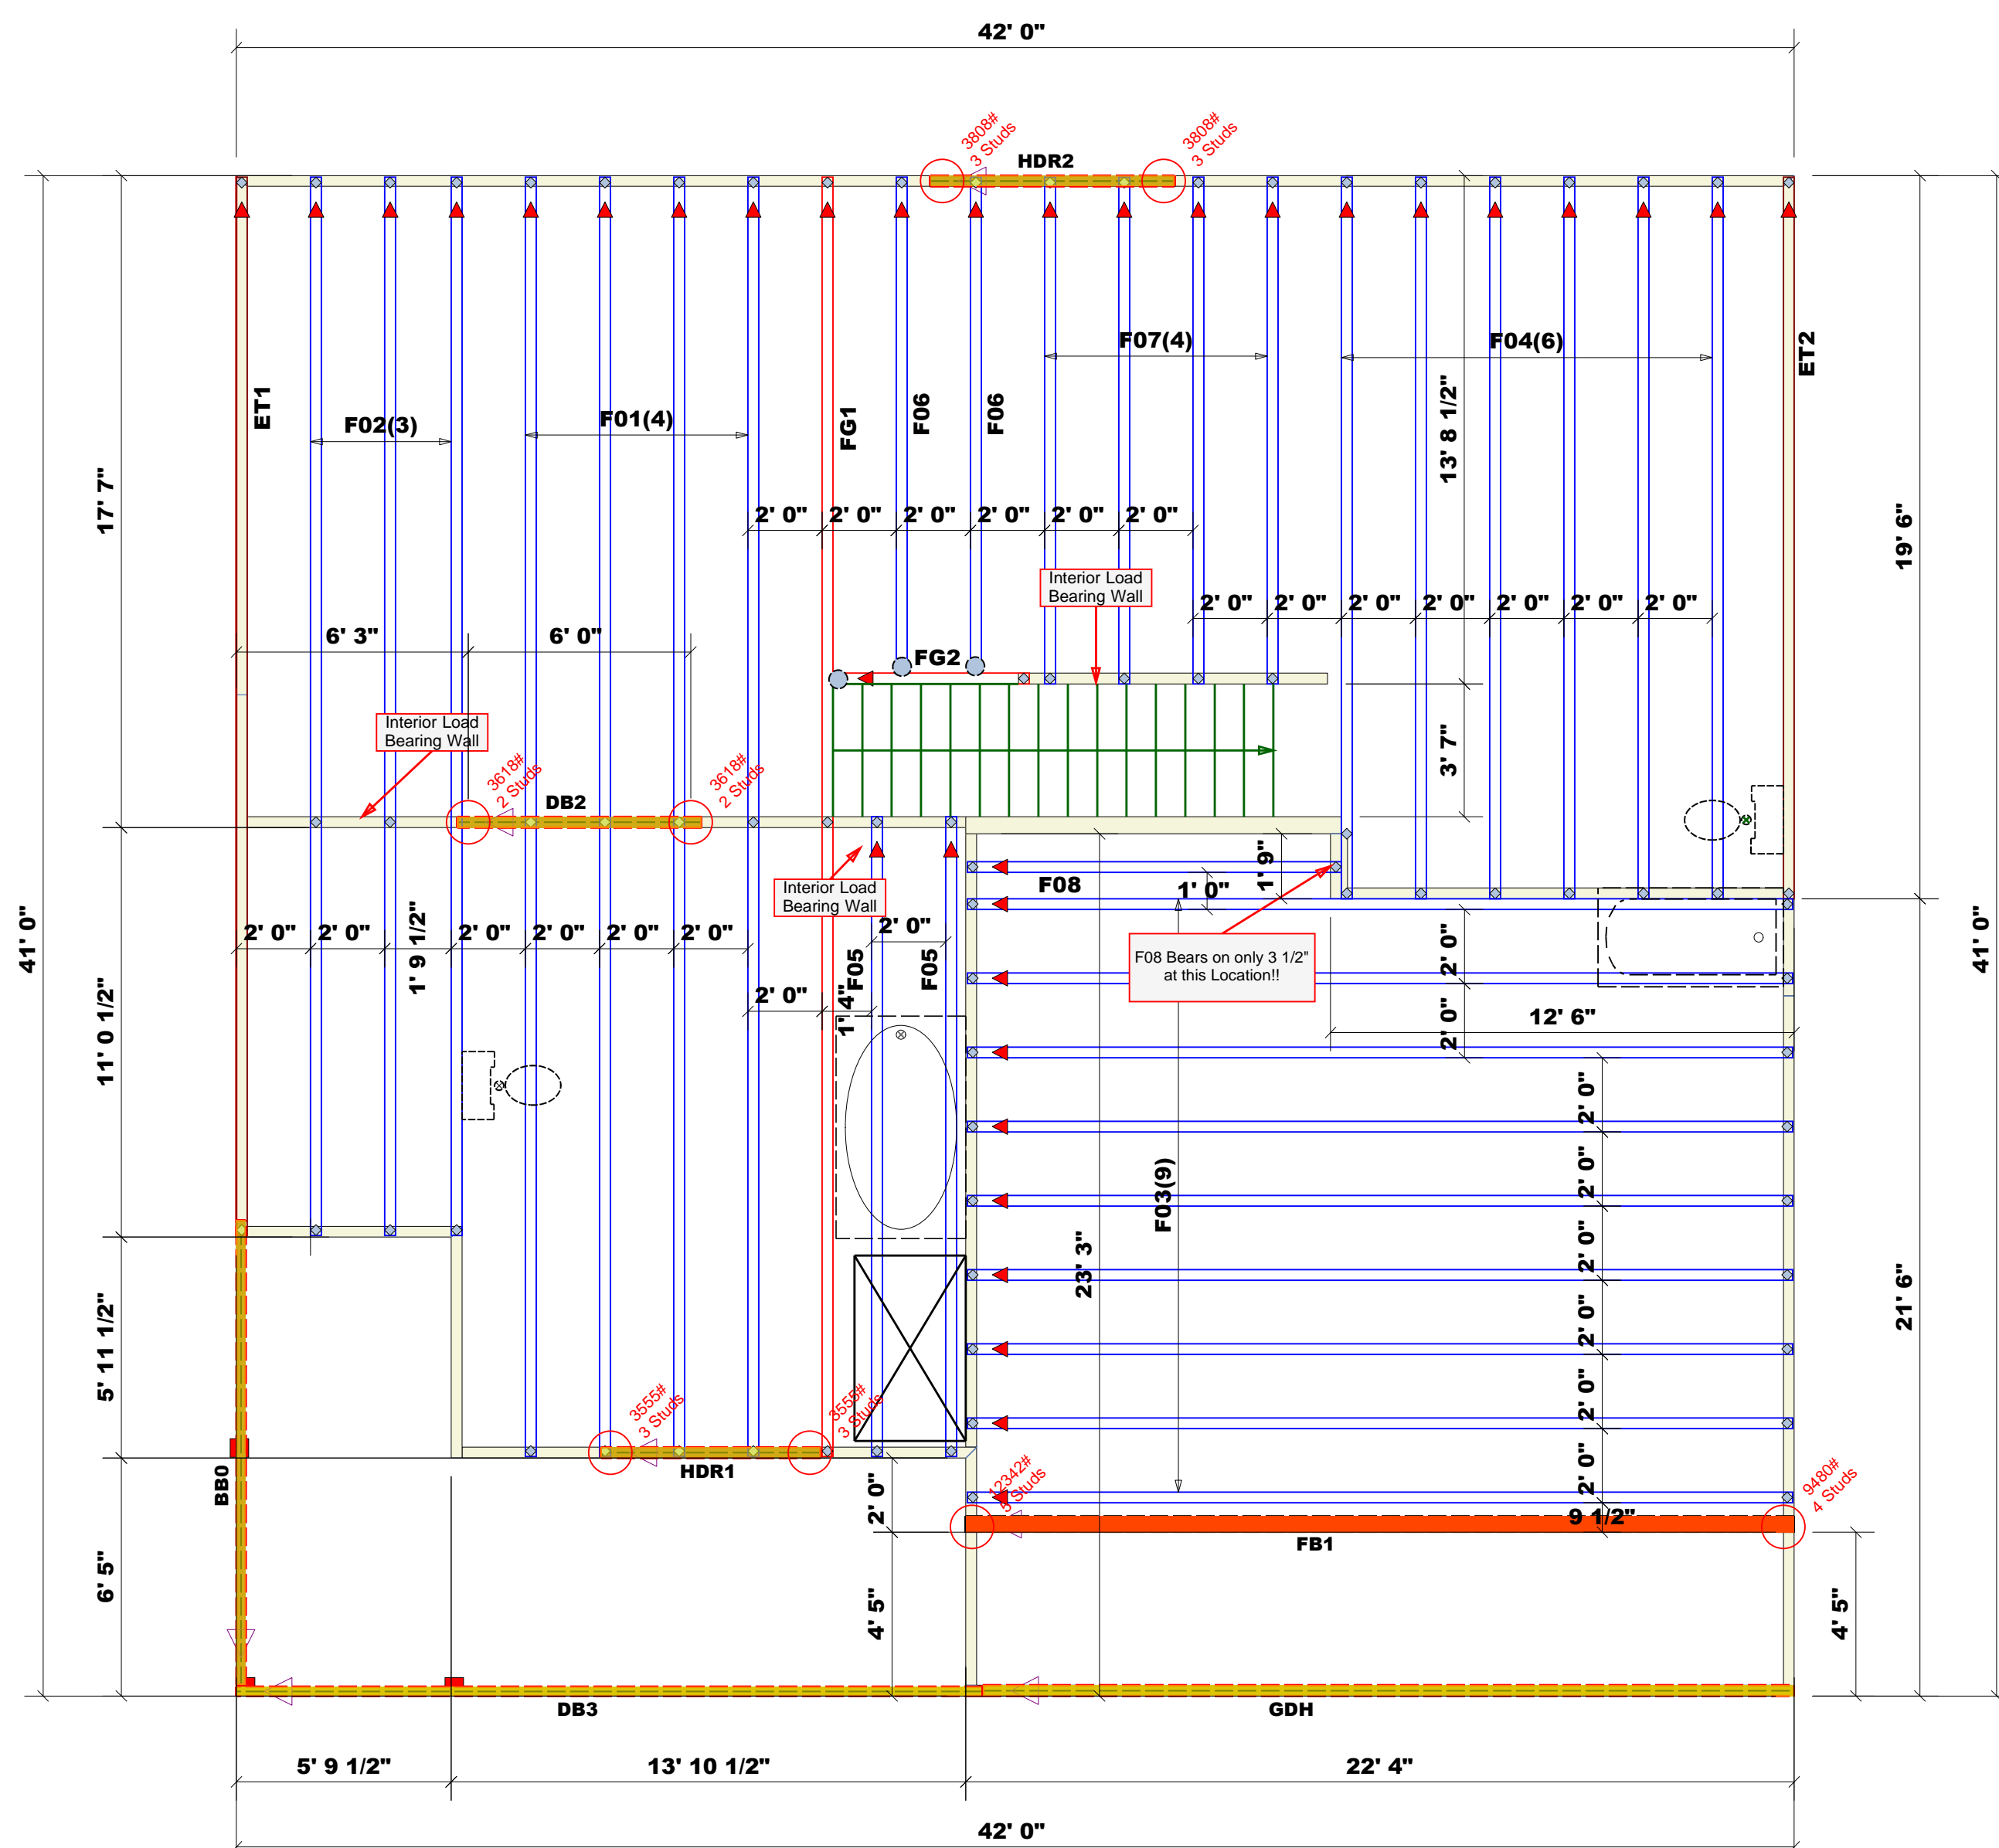 42' 0"
3808#
3 Studs
3808#
3 Studs
HDR2
ET1
F02(3)
F01(4)
FG1
F06
F06
F07(4)
F04(6)
ET2
13' 8 1/2"
17' 7"
19' 6"
2' 0"
2' 0"
2' 0"
2' 0"
2' 0"
2' 0"
Interior Load
Bearing Wall
2' 0"
2' 0"
2' 0"
2' 0"
2' 0"
2' 0"
2' 0"
6' 3"
6' 0"
FG2
Interior Load
Bearing Wall
3' 7"
3618#
2 Studs
3618#
2 Studs
DB2
Interior Load
Bearing Wall
F08
1' 0"
1' 9"
41' 0"
41' 0"
2' 0"
2' 0"
1' 9 1/2"
2' 0"
2' 0"
2' 0"
2' 0"
2' 0"
F05
F05
F08 Bears on only 3 1/2"
at this Location!!
2' 0"
2' 0"
2' 0"
1' 4"
12' 6"
11' 0 1/2"
2' 0"
2' 0"
2' 0"
2' 0"
2' 0"
2' 0"
F03(9)
23' 3"
21' 6"
5' 11 1/2"
3555#
3 Studs
3555#
3 Studs
HDR1
BB0
12342#
5 Studs
9480#
4 Studs
2' 0"
9 1/2"
FB1
6' 5"
4' 5"
4' 5"
DB3
GDH
5' 9 1/2"
13' 10 1/2"
22' 4"
42' 0"